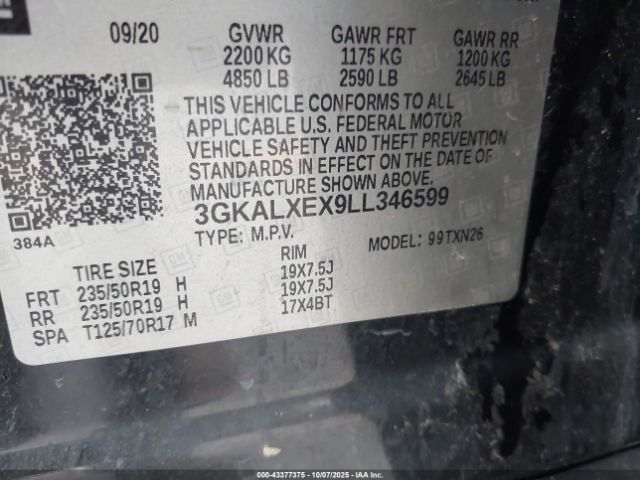 GM
09/20 GVWR GAWR FRT GAWR RR
2200 KG 1175 KG 1200 KG
4850 LB 2590 LB 2645 LB
THIS VEHICLE CONFORMS TO ALL
APPLICABLE U.S. FEDERAL MOTOR
VEHICLE SAFETY AND THEFT PREVENTION
STANDARDS IN EFFECT ON THE DATE OF
MANUFACTURE SHOWN ABOVE.
3GKALXEX9LL346599
384A
TYPE: M.P.V. MODEL: 99TXN26
TIRE SIZE RIM
FRT 235/50R19 H 19X7.5J
RR 235/50R19 H 19X7.5J
SPA T125/70R17 M 17X4BT
000-43377375 - 10/07/2025 - IAAI.COM